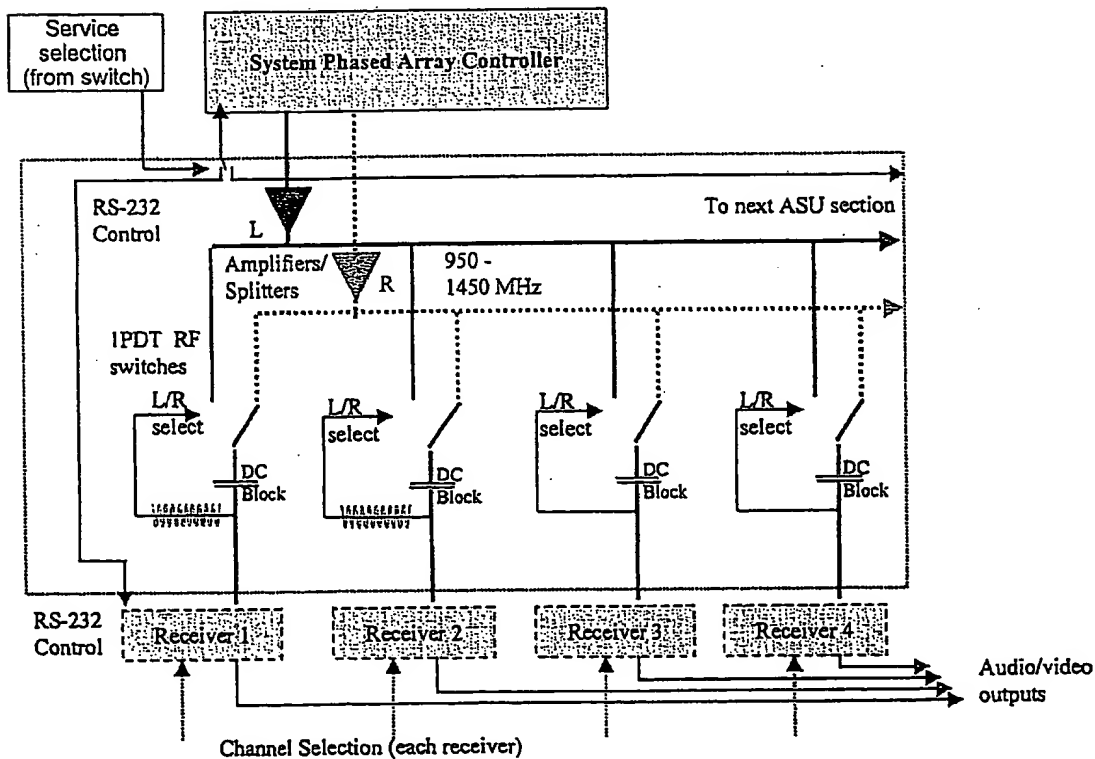 Service
selection
(from switch)
System Phased Array Controller
RS-232
Control
L
To next ASU section
Amplifiers/
Splitters
R
950 -
1450 MHz
1PDT RF
switches
L/R
select
L/R
select
L/R
select
L/R
select
DC
Block
DC
Block
DC
Block
DC
Block
RS-232
Control
Receiver 1
Receiver 2
Receiver 3
Receiver 4
Audio/video
outputs
Channel Selection (each receiver)